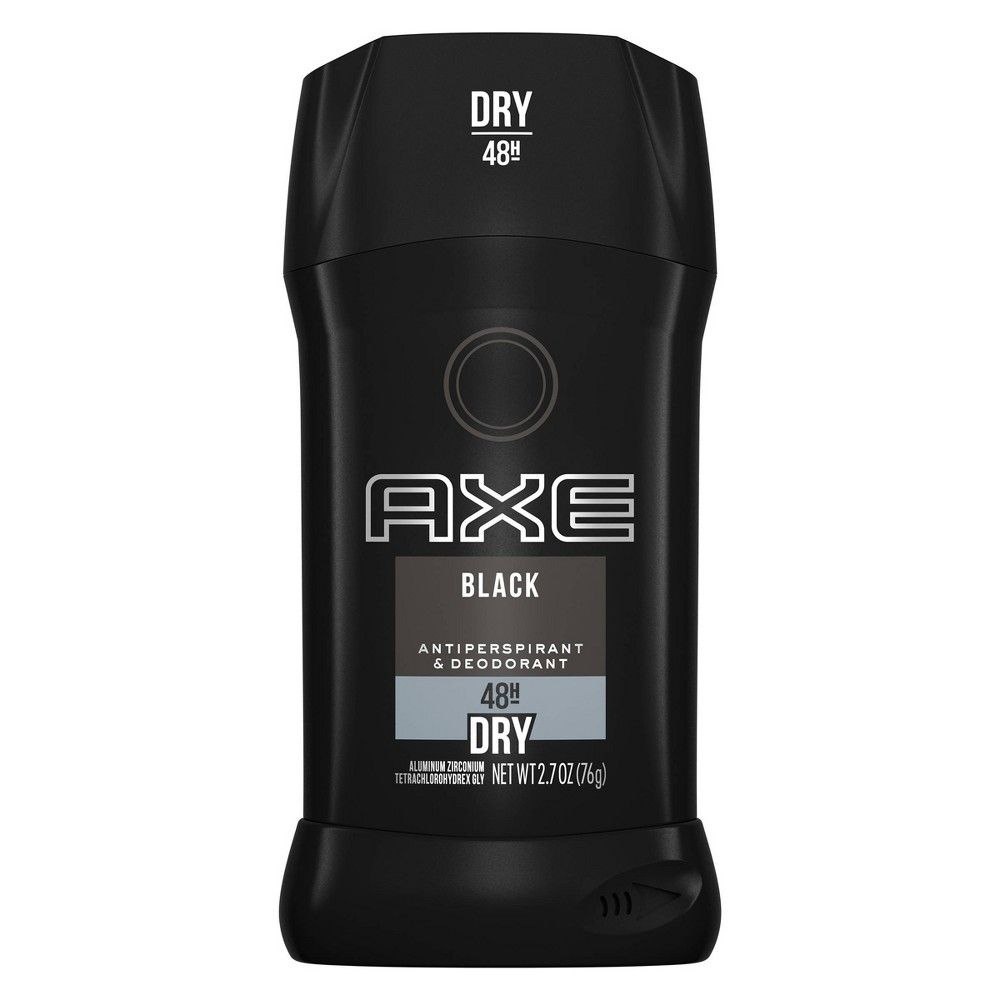 DRY
48H
AXE
BLACK
ANTIPERSPIRANT
& DEODORANT
48H
DRY
ALUMINUM ZIRCONIUM
TETRACHLOROHYDREX GLY
NET WT 2.7 OZ (76g)